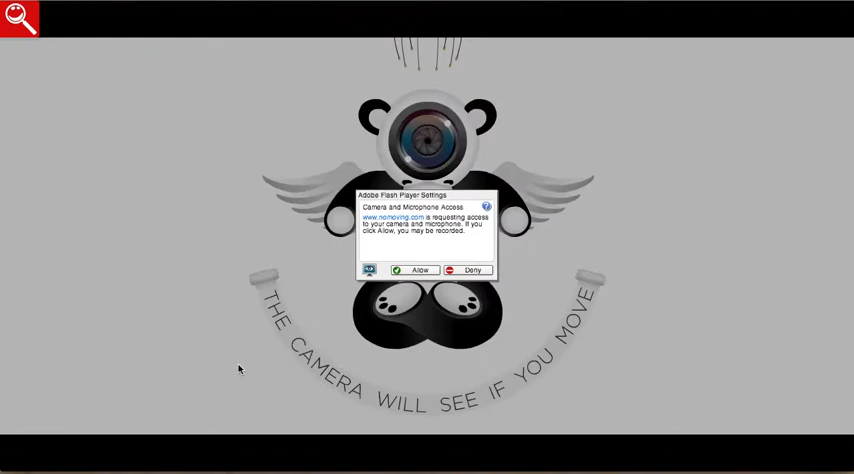 Adobe Flash Player Settings
Camera and Microphone Access
?
www.nomoving.com is requesting access
to your camera and microphone. If you
click Allow, you may be recorded.
Allow
Deny
THE CAMERA WILL SEE IF YOU MOVE